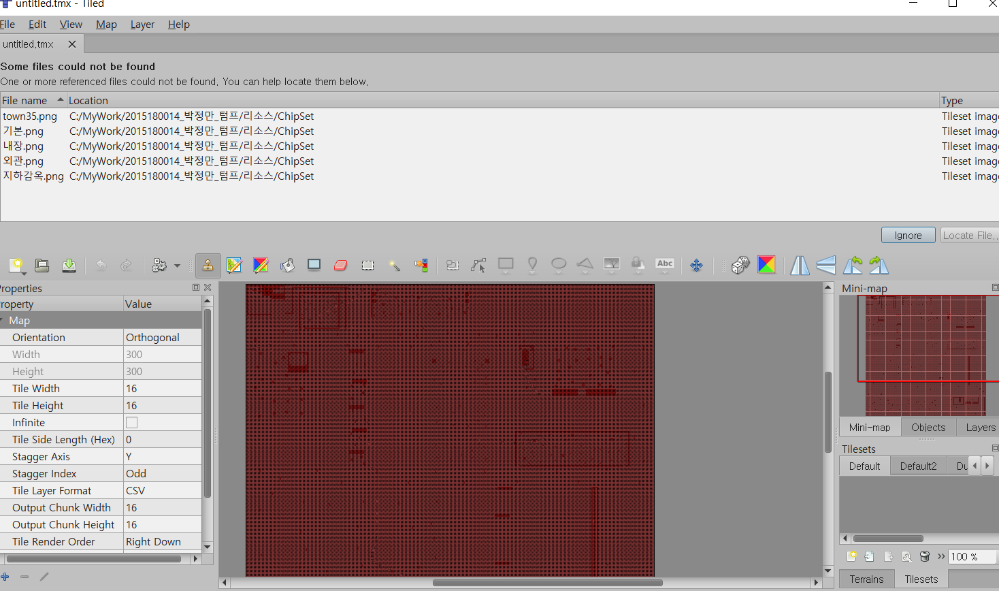 untitled.tmx - Tiled
File Edit View Map Layer Help
untitled.tmx
Some files could not be found
One or more referenced files could not be found. You can help locate them below.
File name Location Type
town35.png C:/MyWork/2015180014_박정만_텀프/리소스/ChipSet Tileset imag
기본.png C:/MyWork/2015180014_박정만_텀프/리소스/ChipSet Tileset imag
내장.png C:/MyWork/2015180014_박정만_텀프/리소스/ChipSet Tileset imag
외관.png C:/MyWork/2015180014_박정만_텀프/리소스/ChipSet Tileset imag
지하감옥.png C:/MyWork/2015180014_박정만_텀프/리소스/ChipSet Tileset imag
Ignore Locate File..
Abc
roperties
roperty Value
Map
Orientation Orthogonal
Width 300
Height 300
Tile Width 16
Tile Height 16
Infinite
Tile Side Length (Hex) 0
Stagger Axis Y
Stagger Index Odd
Tile Layer Format CSV
Output Chunk Width 16
Output Chunk Height 16
Tile Render Order Right Down
Mini-map
Mini-map Objects Layers
Tilesets
Default Default2 Du
100 %
Terrains Tilesets